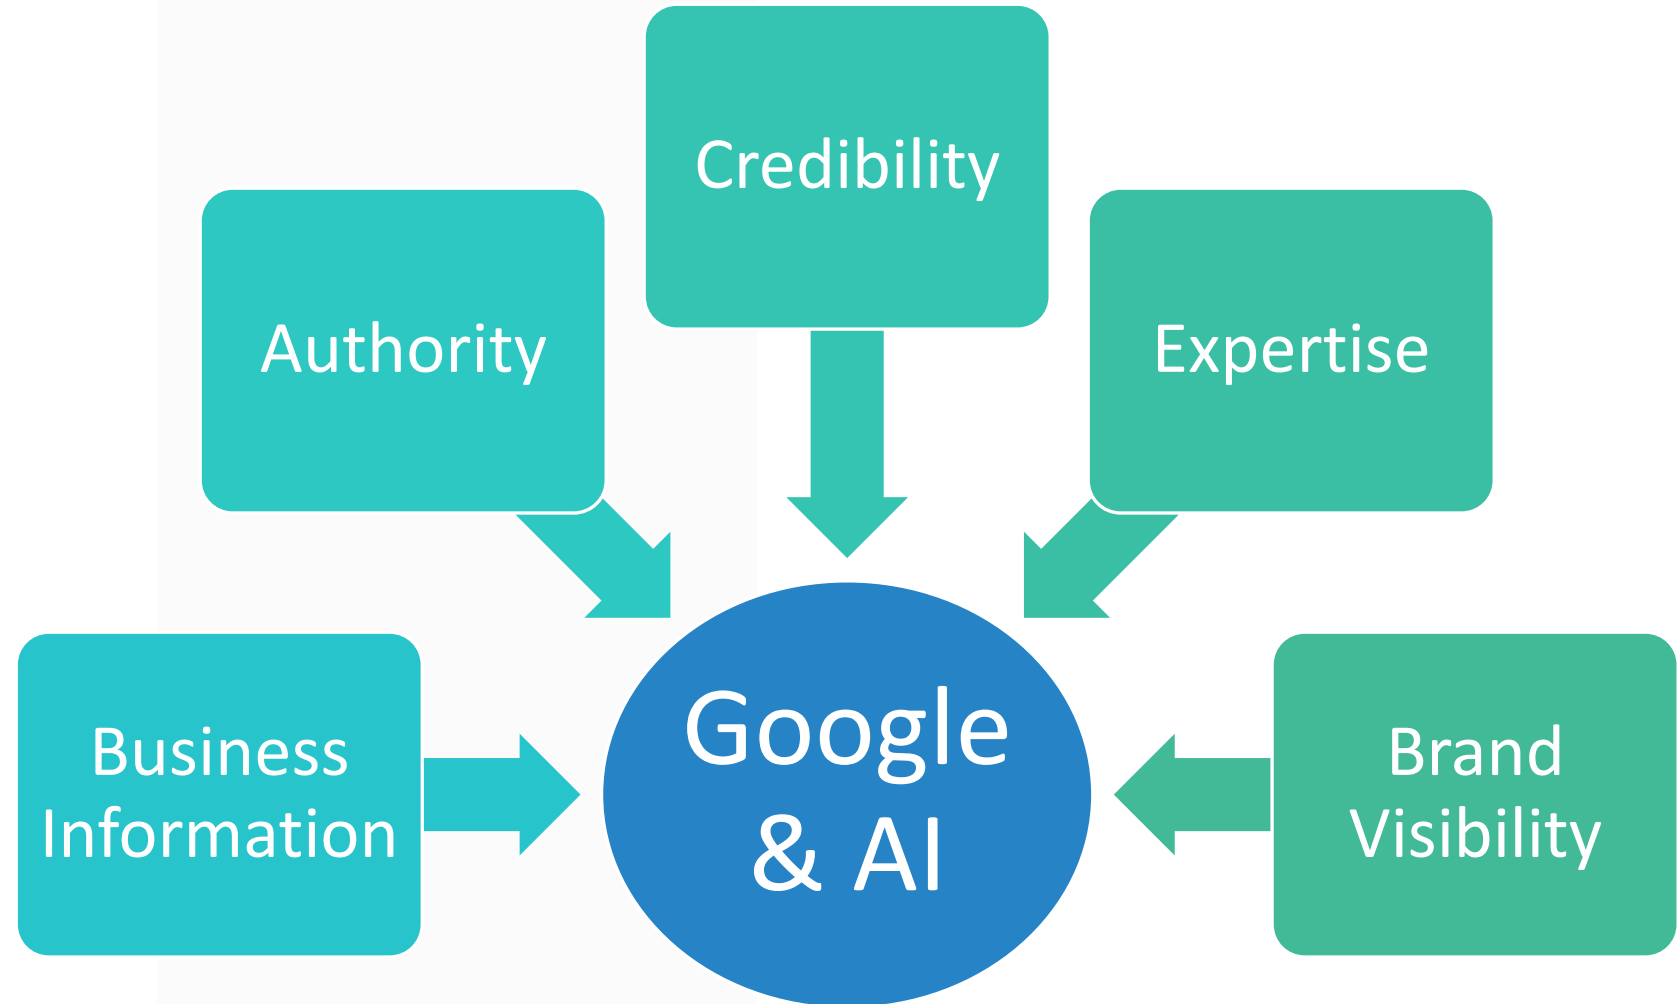 Credibility
Authority
Expertise
Business
Information
Google
& AI
Brand
Visibility